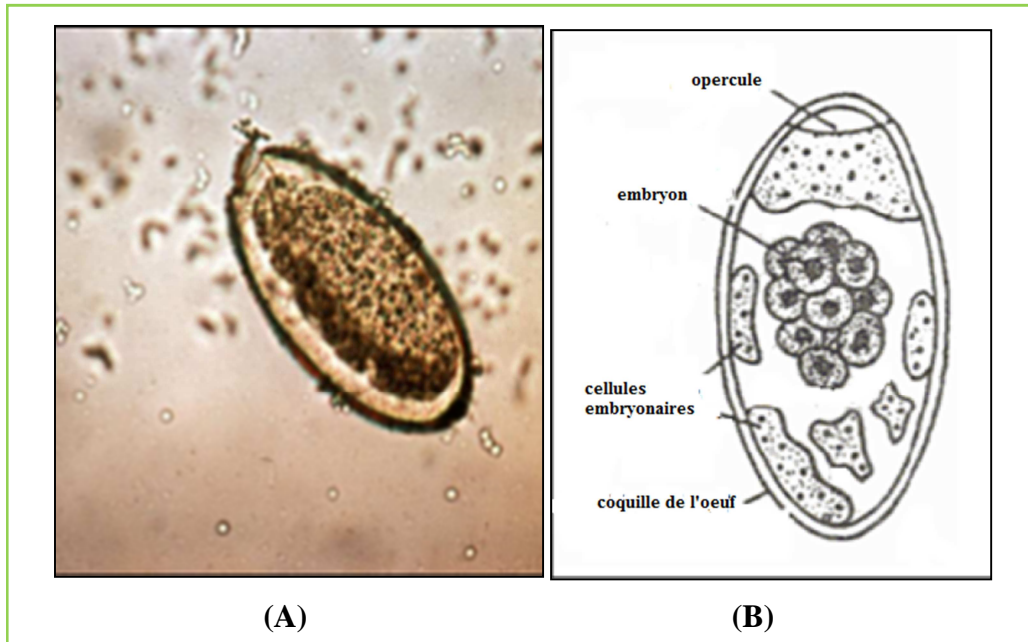 opercule
embryon
cellules
embryonaires
coquille de l'oeuf
(A)
(B)